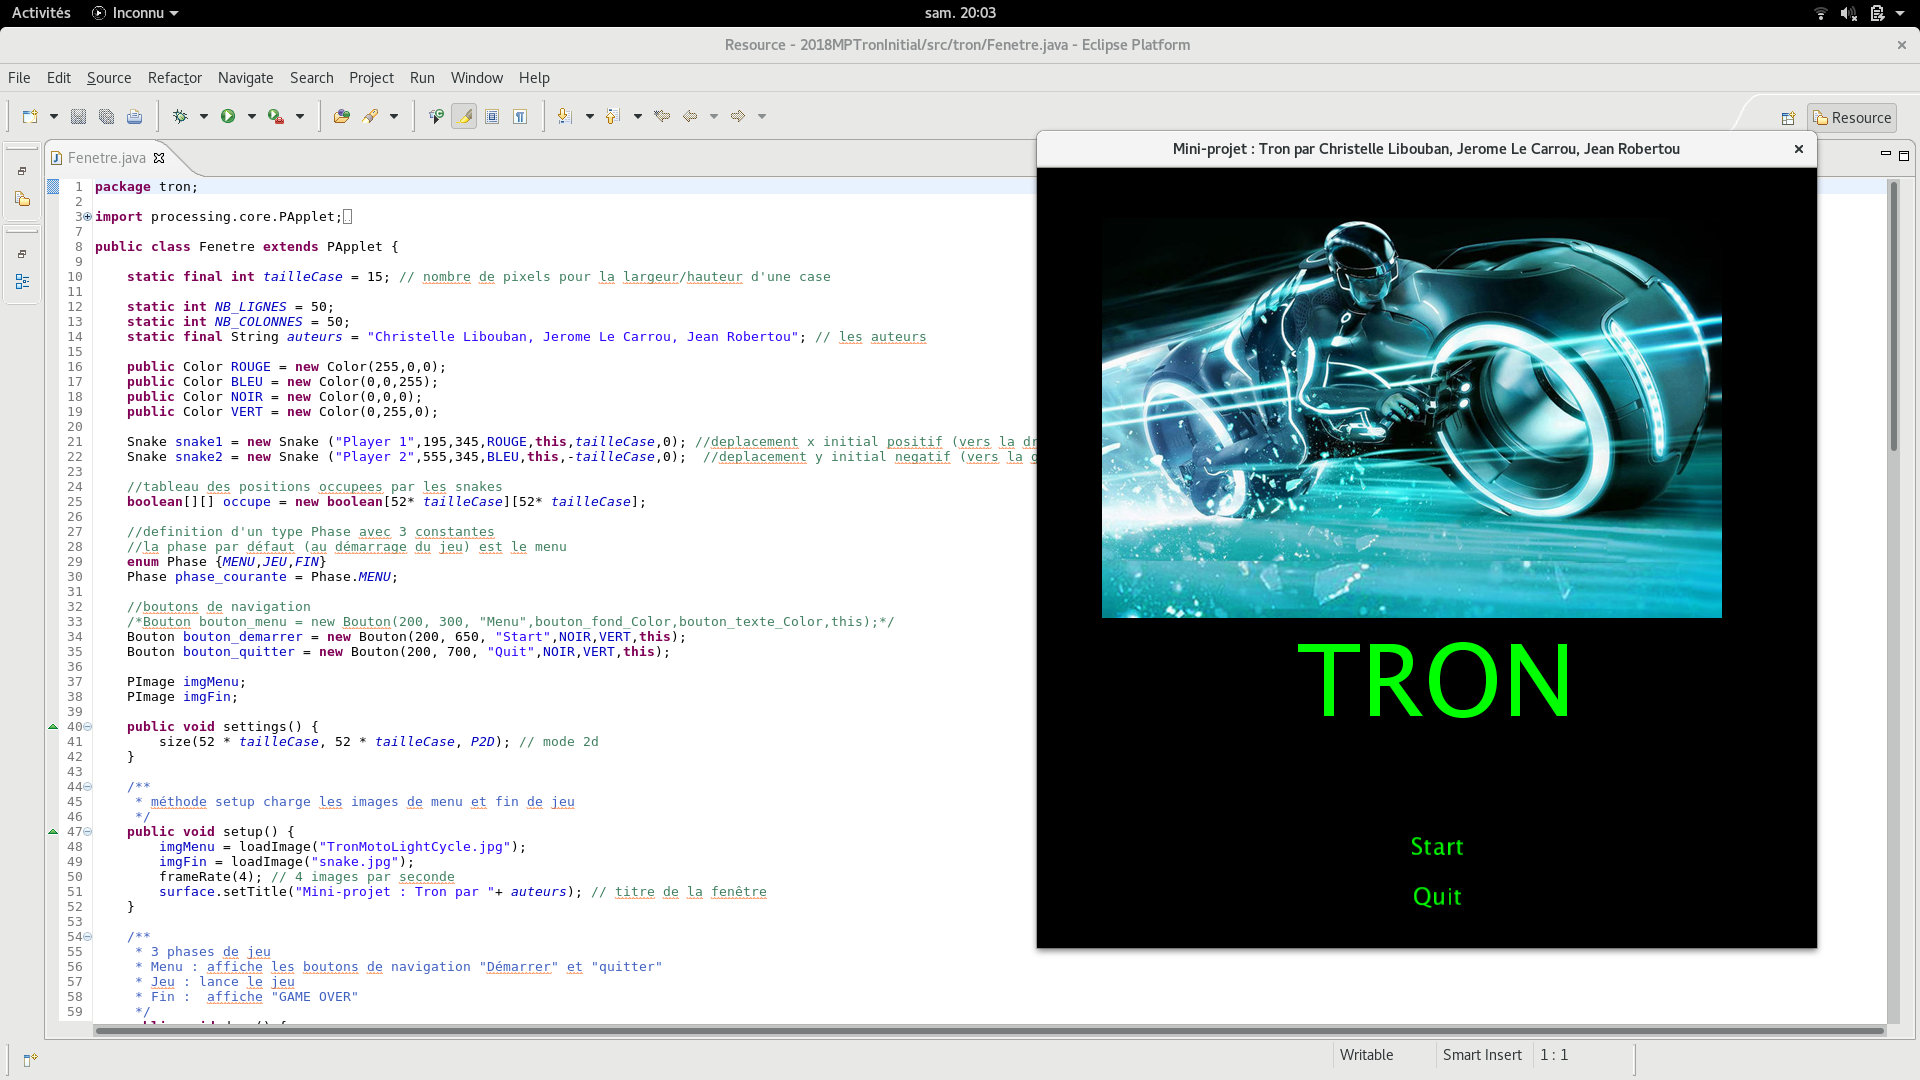 Activités
Inconnu
sam. 20:03
Resource - 2018MPTronInitial/src/tron/Fenetre.java - Eclipse Platform
File Edit Source Refactor Navigate Search Project Run Window Help
Resource
Fenetre.java
1 package tron;
2
3 import processing.core.PApplet;
7
8 public class Fenetre extends PApplet {
9
10 static final int tailleCase = 15; // nombre de pixels pour la largeur/hauteur d'une case
11
12 static int NB_LIGNES = 50;
13 static int NB_COLONNES = 50;
14 static final String auteurs = "Christelle Libouban, Jerome Le Carrou, Jean Robertou"; // les auteurs
15
16 public Color ROUGE = new Color(255,0,0);
17 public Color BLEU = new Color(0,0,255);
18 public Color NOIR = new Color(0,0,0);
19 public Color VERT = new Color(0,255,0);
20
21 Snake snake1 = new Snake ("Player 1",195,345,ROUGE,this,tailleCase,0); //deplacement x initial positif (vers la
22 Snake snake2 = new Snake ("Player 2",555,345,BLEU,this,-tailleCase,0); //deplacement y initial negatif (vers la
23
24 //tableau des positions occupees par les snakes
25 boolean[][] occupe = new boolean[52* tailleCase][52* tailleCase];
26
27 //definition d'un type Phase avec 3 constantes
28 //la phase par défaut (au démarrage du jeu) est le menu
29 enum Phase {MENU,JEU,FIN}
30 Phase phase_courante = Phase.MENU;
31
32 //boutons de navigation
33 /*Bouton bouton_menu = new Bouton(200, 300, "Menu",bouton_fond_Color,bouton_texte_Color,this);*/
34 Bouton bouton_demarrer = new Bouton(200, 650, "Start",NOIR,VERT,this);
35 Bouton bouton_quitter = new Bouton(200, 700, "Quit",NOIR,VERT,this);
36
37 PImage imgMenu;
38 PImage imgFin;
39
40 public void settings() {
41 size(52 * tailleCase, 52 * tailleCase, P2D); // mode 2d
42 }
43
44 /**
45 * méthode setup charge les images de menu et fin de jeu
46 */
47 public void setup() {
48 imgMenu = loadImage("TronMotoLightCycle.jpg");
49 imgFin = loadImage("snake.jpg");
50 frameRate(4); // 4 images par seconde
51 surface.setTitle("Mini-projet : Tron par "+ auteurs); // titre de la fenêtre
52 }
53
54 /**
55 * 3 phases de jeu
56 * Menu : affiche les boutons de navigation "Démarrer" et "quitter"
57 * Jeu : lance le jeu
58 * Fin :  affiche "GAME OVER"
59 */
Mini-projet : Tron par Christelle Libouban, Jerome Le Carrou, Jean Robertou
TRON
Start
Quit
Writable
Smart Insert
1 : 1